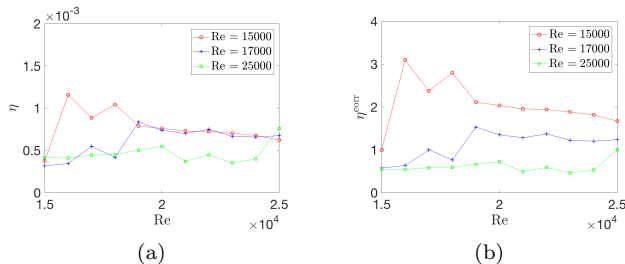 ×10⁻³
2
1.5
1
0.5
0
η
Re = 15000
Re = 17000
Re = 25000
1.5
2
2.5
Re
×10⁴
(a)
4
3
2
1
0
η^corr
Re = 15000
Re = 17000
Re = 25000
1.5
2
2.5
Re
×10⁴
(b)